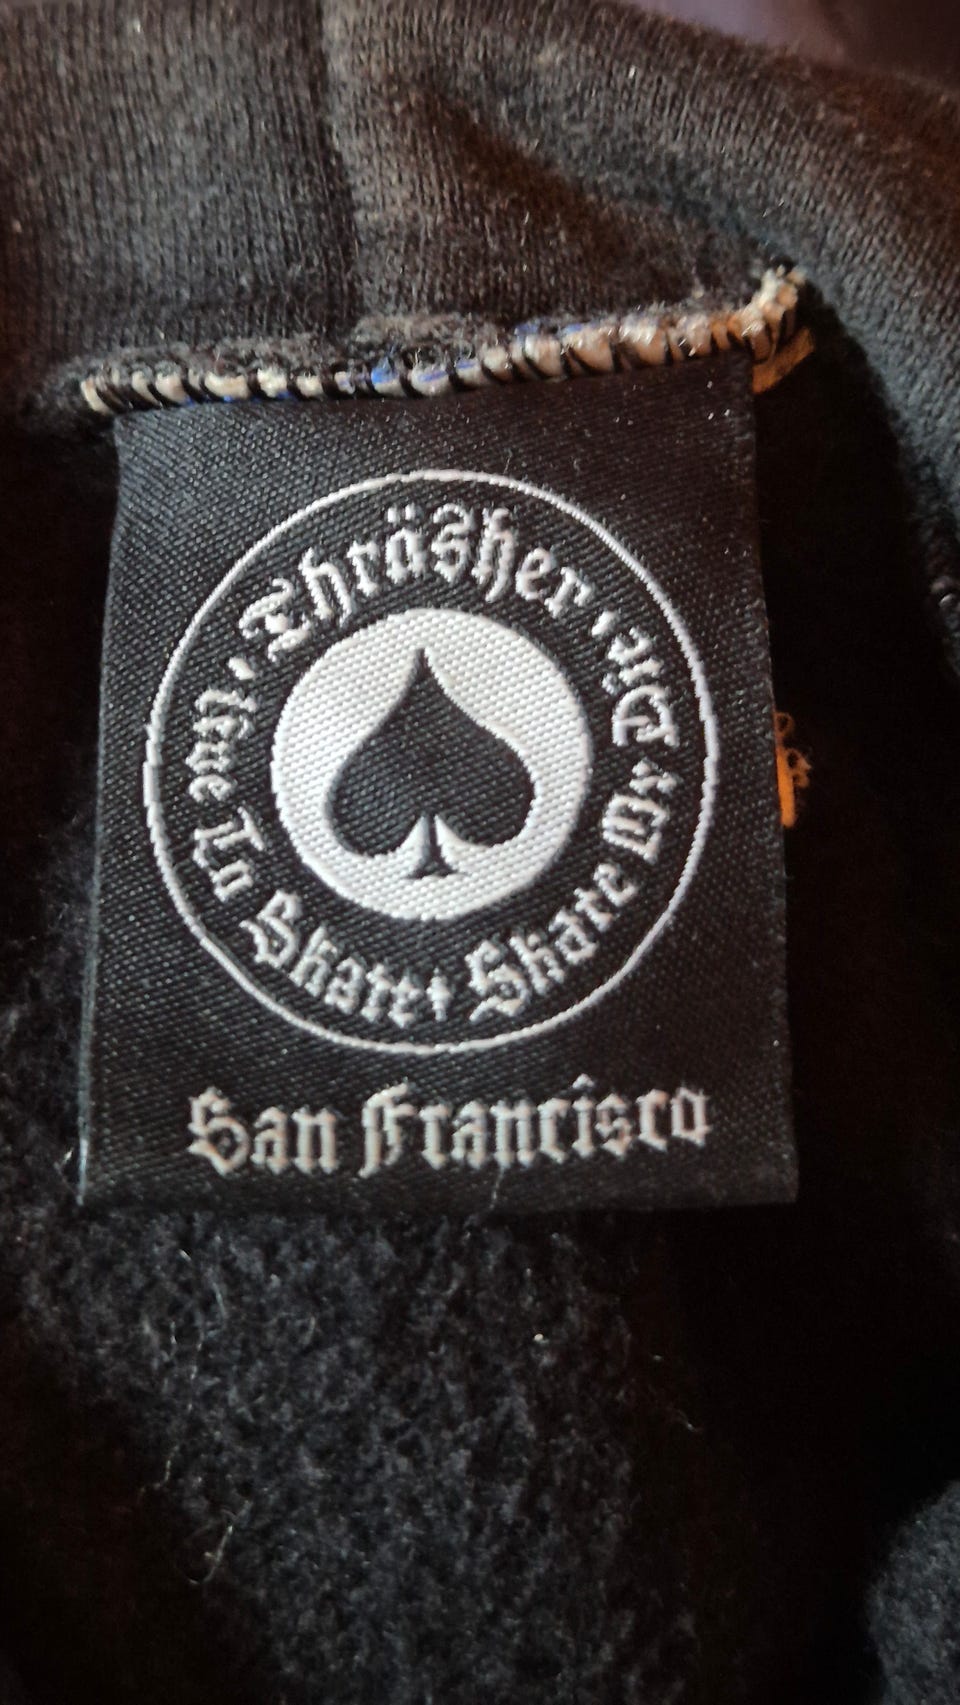 Thräsher
• Live To Skate • Skate Or Die •
San Francisco